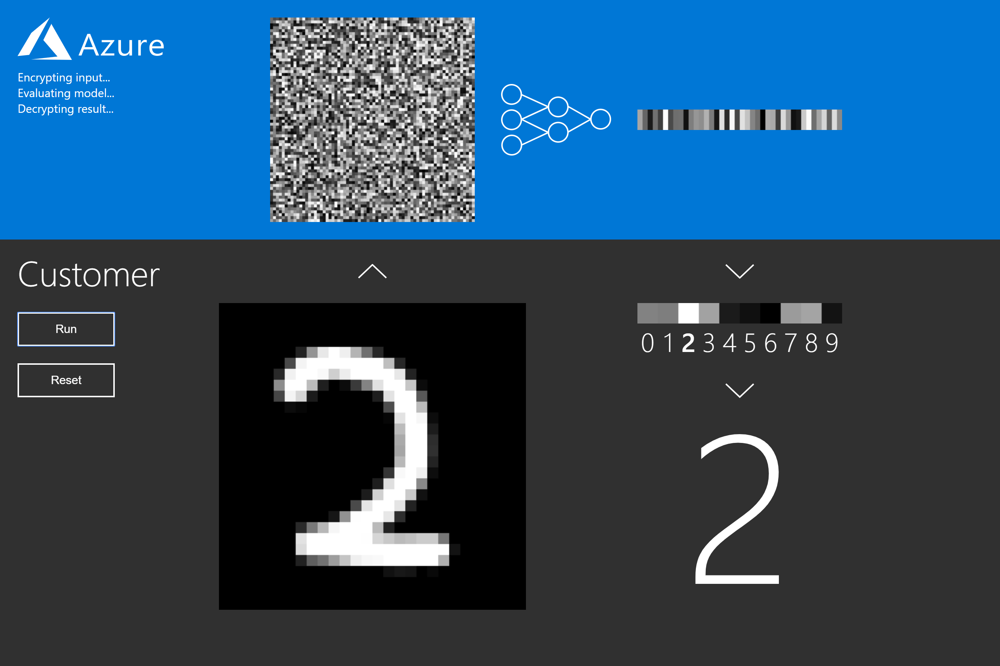 Azure
Encrypting input...
Evaluating model...
Decrypting result...
Customer
Run
Reset
2
0 1 2 3 4 5 6 7 8 9
2